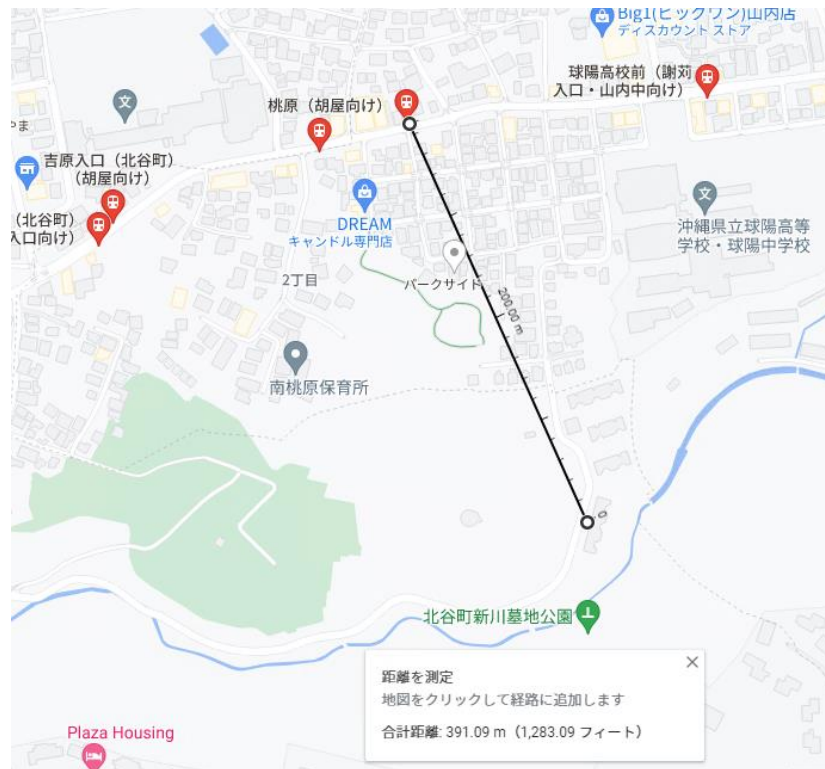 Big1(ビッグワン)山内店
ディスカウント ストア
球陽高校前（謝苅
入口・山内中向け）
文
桃原（胡屋向け）
やま
吉原入口（北谷町）
（胡屋向け）
（北谷町）
入口向け）
DREAM
キャンドル専門店
文
沖縄県立球陽高等
学校・球陽中学校
2丁目
パークサイド
200.00 m
南桃原保育所
0
北谷町新川墓地公園
距離を測定
地図をクリックして経路に追加します
合計距離: 391.09 m（1,283.09 フィート）
Plaza Housing